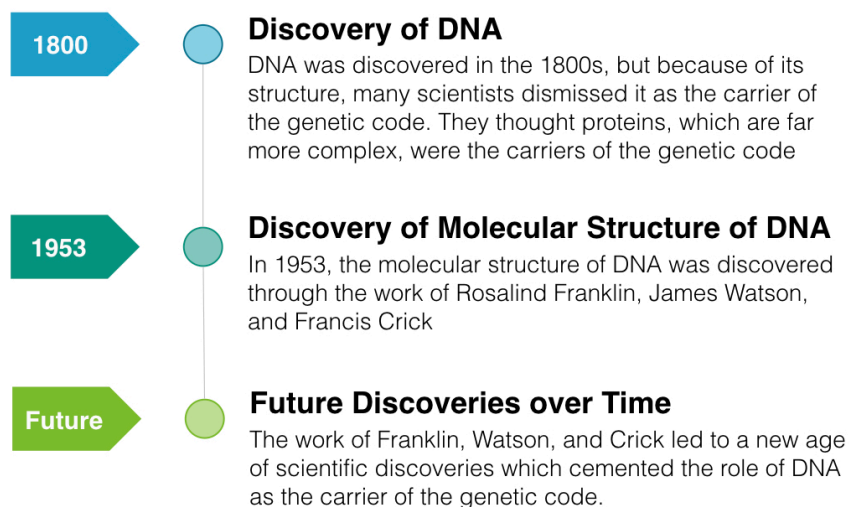 1800
Discovery of DNA
DNA was discovered in the 1800s, but because of its
structure, many scientists dismissed it as the carrier of
the genetic code. They thought proteins, which are far
more complex, were the carriers of the genetic code
1953
Discovery of Molecular Structure of DNA
In 1953, the molecular structure of DNA was discovered
through the work of Rosalind Franklin, James Watson,
and Francis Crick
Future
Future Discoveries over Time
The work of Franklin, Watson, and Crick led to a new age
of scientific discoveries which cemented the role of DNA
as the carrier of the genetic code.